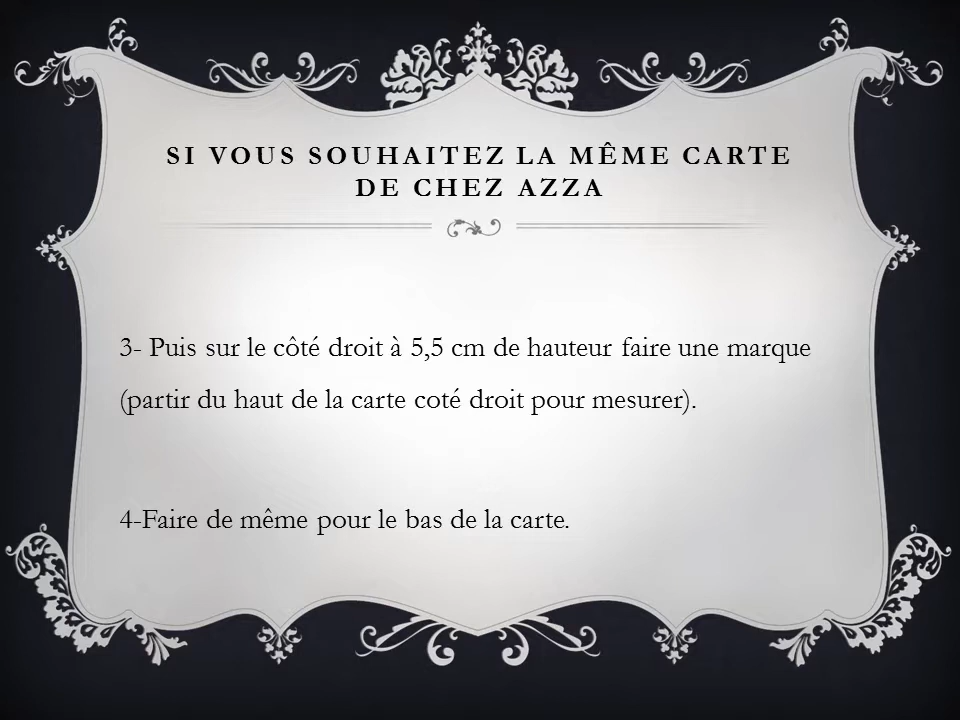 SI VOUS SOUHAITEZ LA MÊME CARTE
DE CHEZ AZZA
3- Puis sur le côté droit à 5,5 cm de hauteur faire une marque
(partir du haut de la carte coté droit pour mesurer).
4-Faire de même pour le bas de la carte.